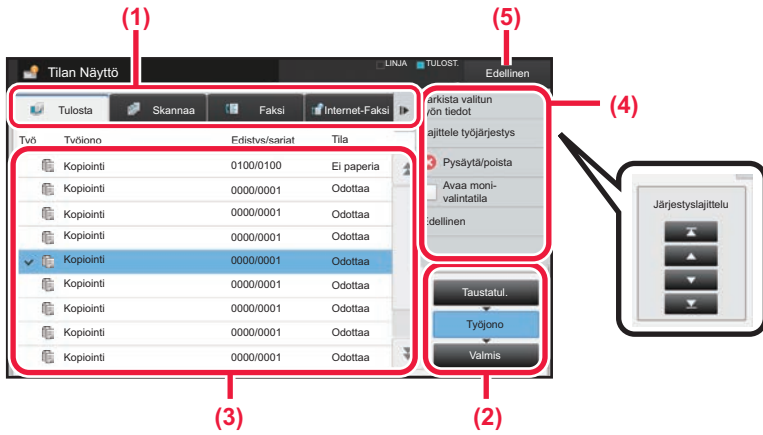 (1)
(5)
Tilan Näyttö
LINJA
TULOST.
Edellinen
Tulosta
Skannaa
Faksi
Internet-Faksi
(4)
arkista valitun
yön tiedot
ajittele työjärjestys
Pysäytä/poista
Avaa moni-
valintatila
Edellinen
Työ
Työjono
Edistys/sarjat
Tila
Kopiointi 0100/0100 Ei paperia
Kopiointi 0000/0001 Odottaa
Kopiointi 0000/0001 Odottaa
Kopiointi 0000/0001 Odottaa
Kopiointi 0000/0001 Odottaa
Kopiointi 0000/0001 Odottaa
Kopiointi 0000/0001 Odottaa
Kopiointi 0000/0001 Odottaa
Kopiointi 0000/0001 Odottaa
Järjestyslajittelu
Taustatul.
Työjono
Valmis
(3)
(2)